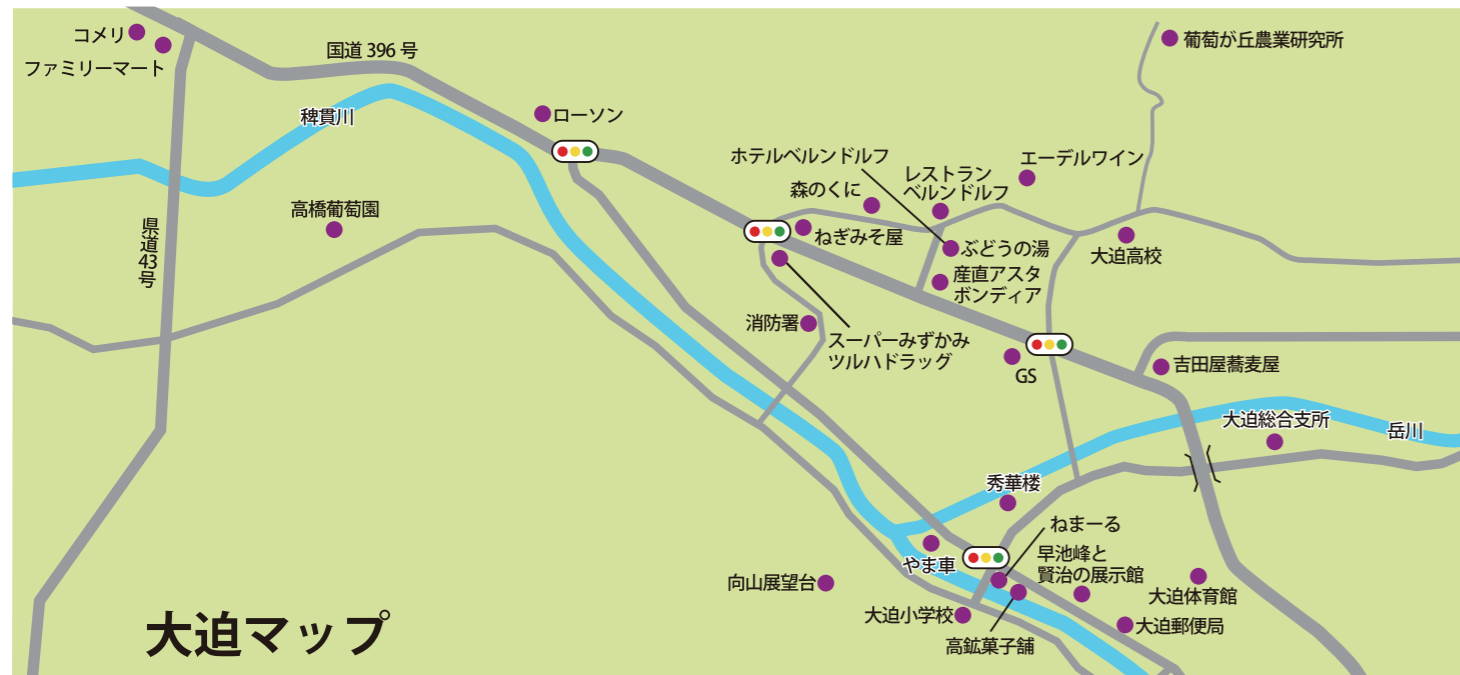 コメリ
ファミリーマート
国道396号
葡萄が丘農業研究所
稗貫川
ローソン
ホテルベルンドルフ
レストラン
ベルンドルフ
エーデルワイン
森のくに
高橋葡萄園
県道43号
ねぎみそ屋
ぶどうの湯
大迫高校
産直アスタ
ボンディア
消防署
スーパーみずかみ
ツルハドラッグ
GS
吉田屋蕎麦屋
大迫総合支所
岳川
秀華楼
ねまーる
早池峰と
賢治の展示館
やま車
向山展望台
大迫体育館
大迫小学校
大迫郵便局
高鉱菓子舗
大迫マップ